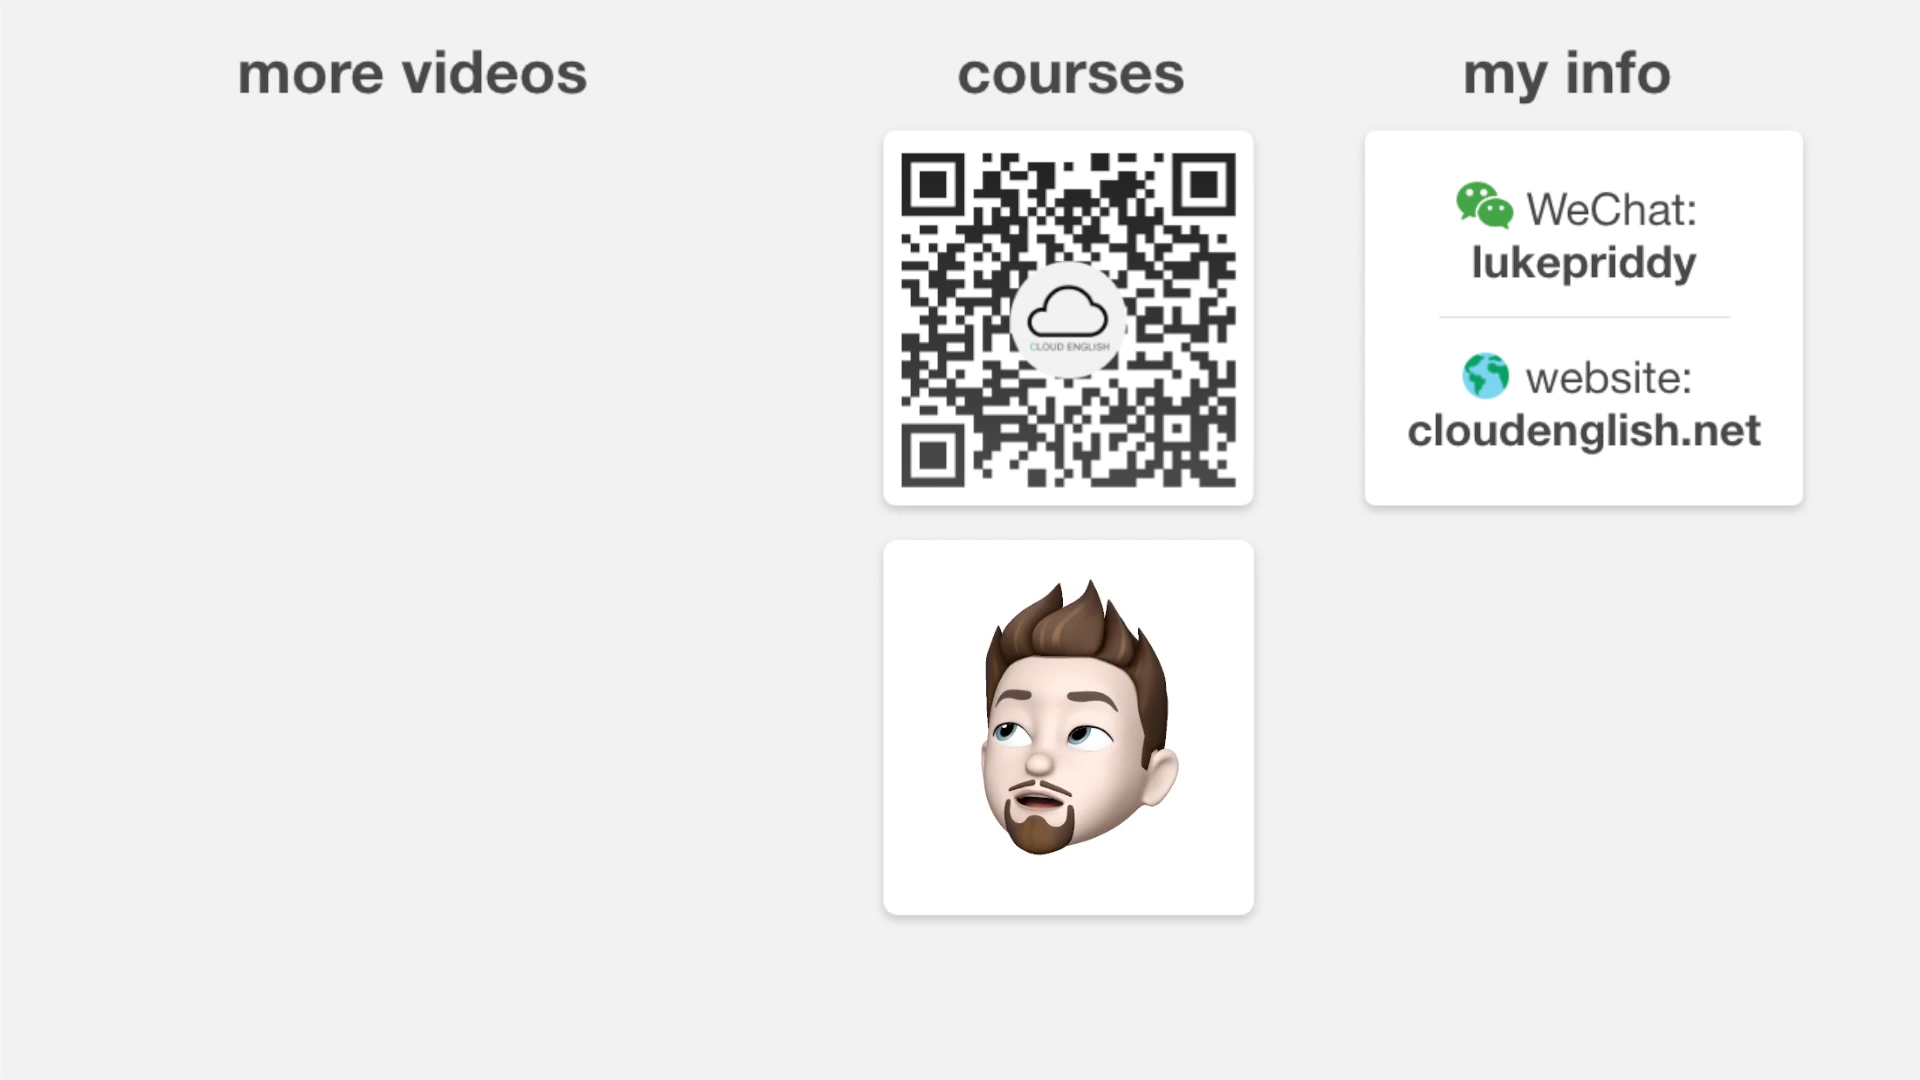 more videos
courses
CLOUD ENGLISH
my info
WeChat:
lukepriddy
website:
cloudenglish.net